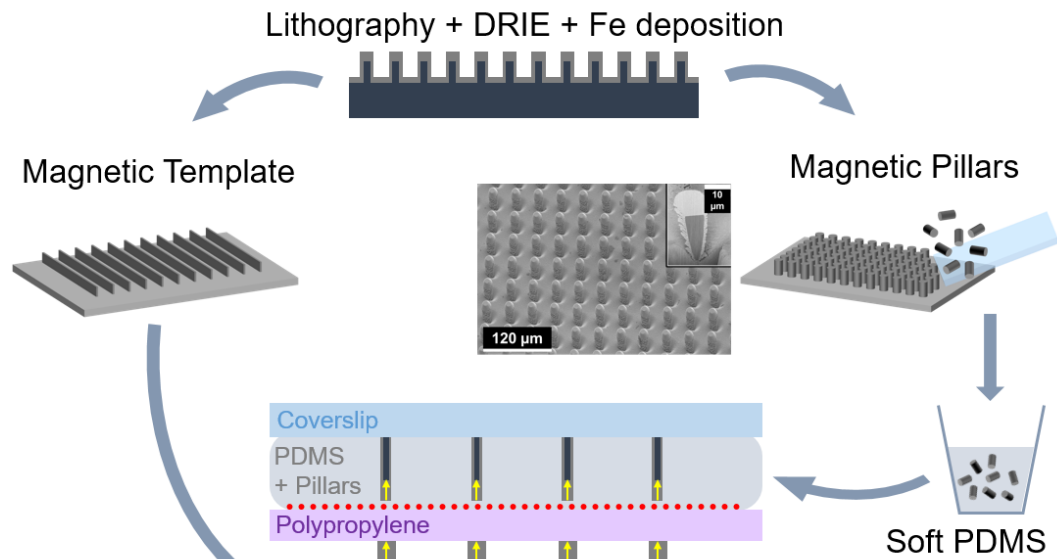 Lithography + DRIE + Fe deposition
Magnetic Template
Magnetic Pillars
10
µm
120 µm
Coverslip
PDMS
+ Pillars
Polypropylene
Soft PDMS